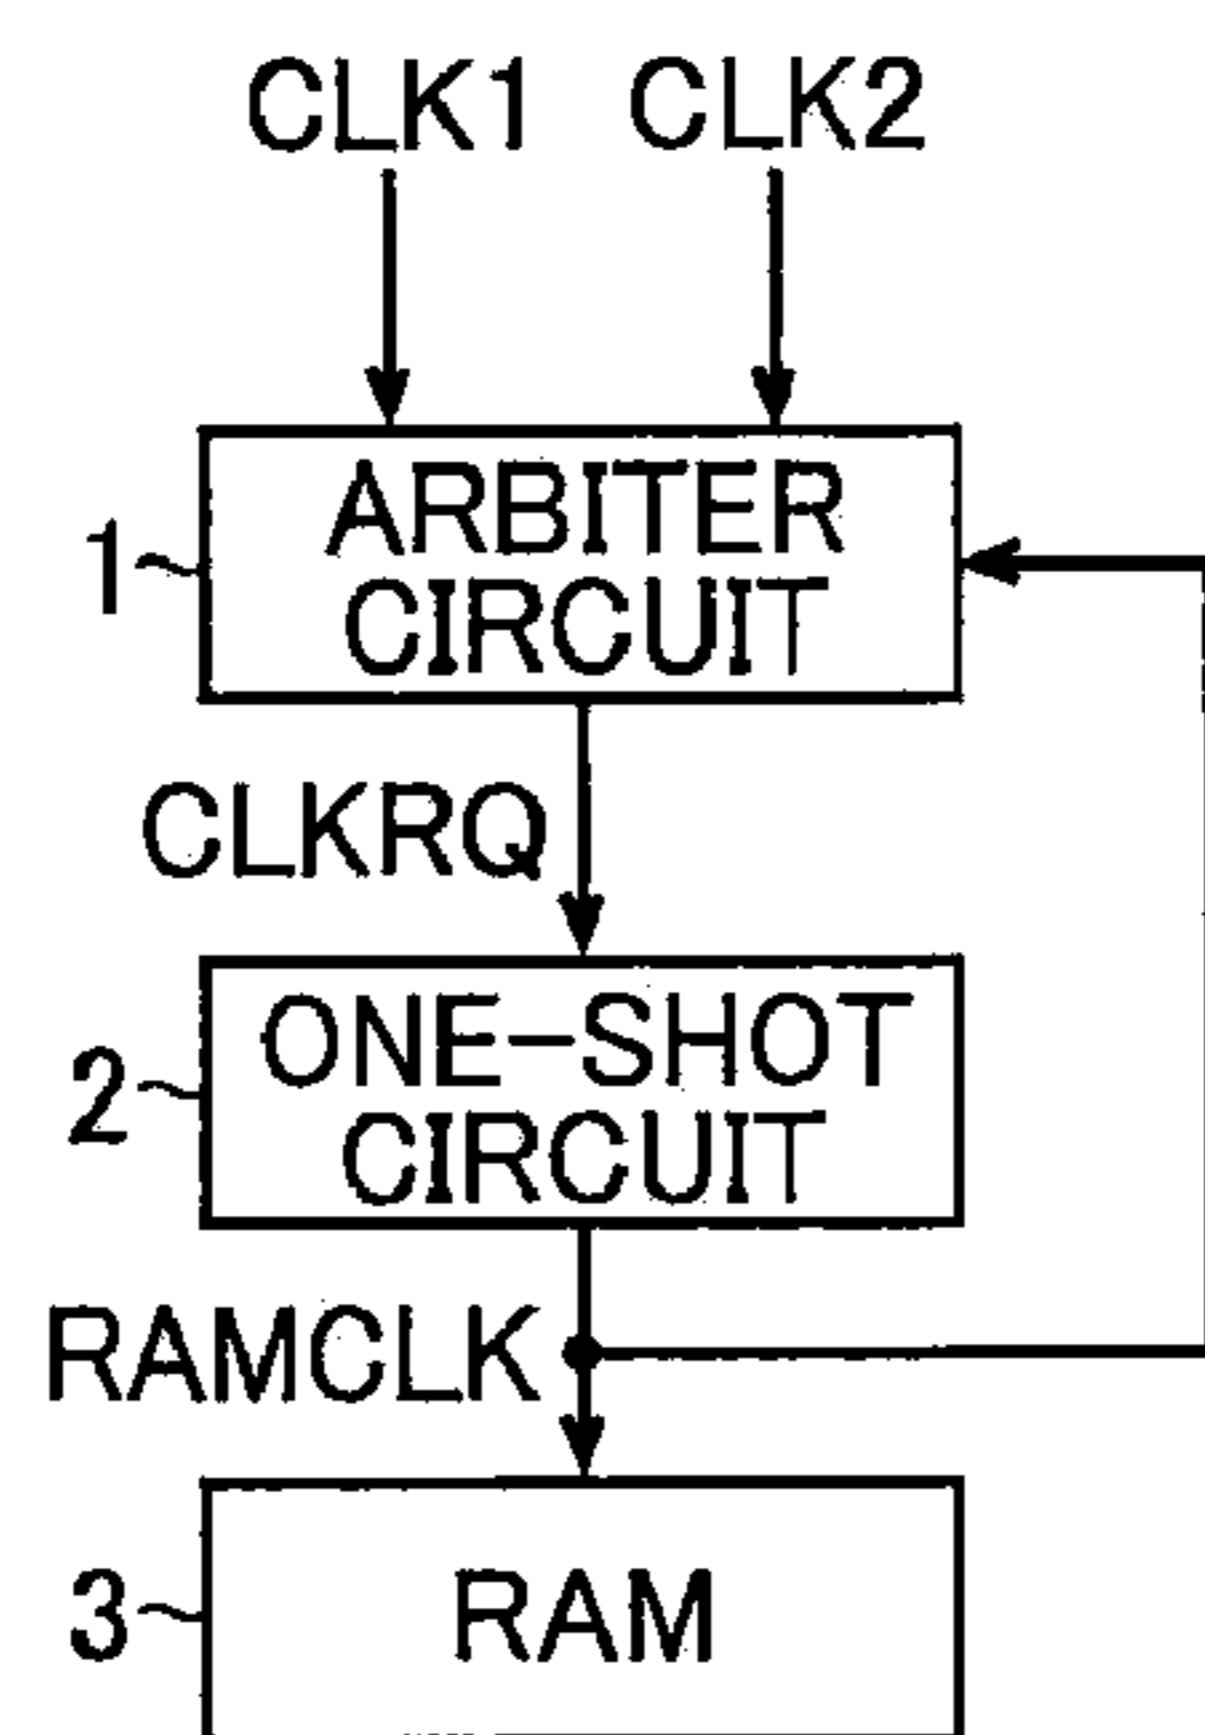 CLK1 CLK2
1
ARBITER
CIRCUIT
CLKRQ
2
ONE-SHOT
CIRCUIT
RAMCLK
3
RAM